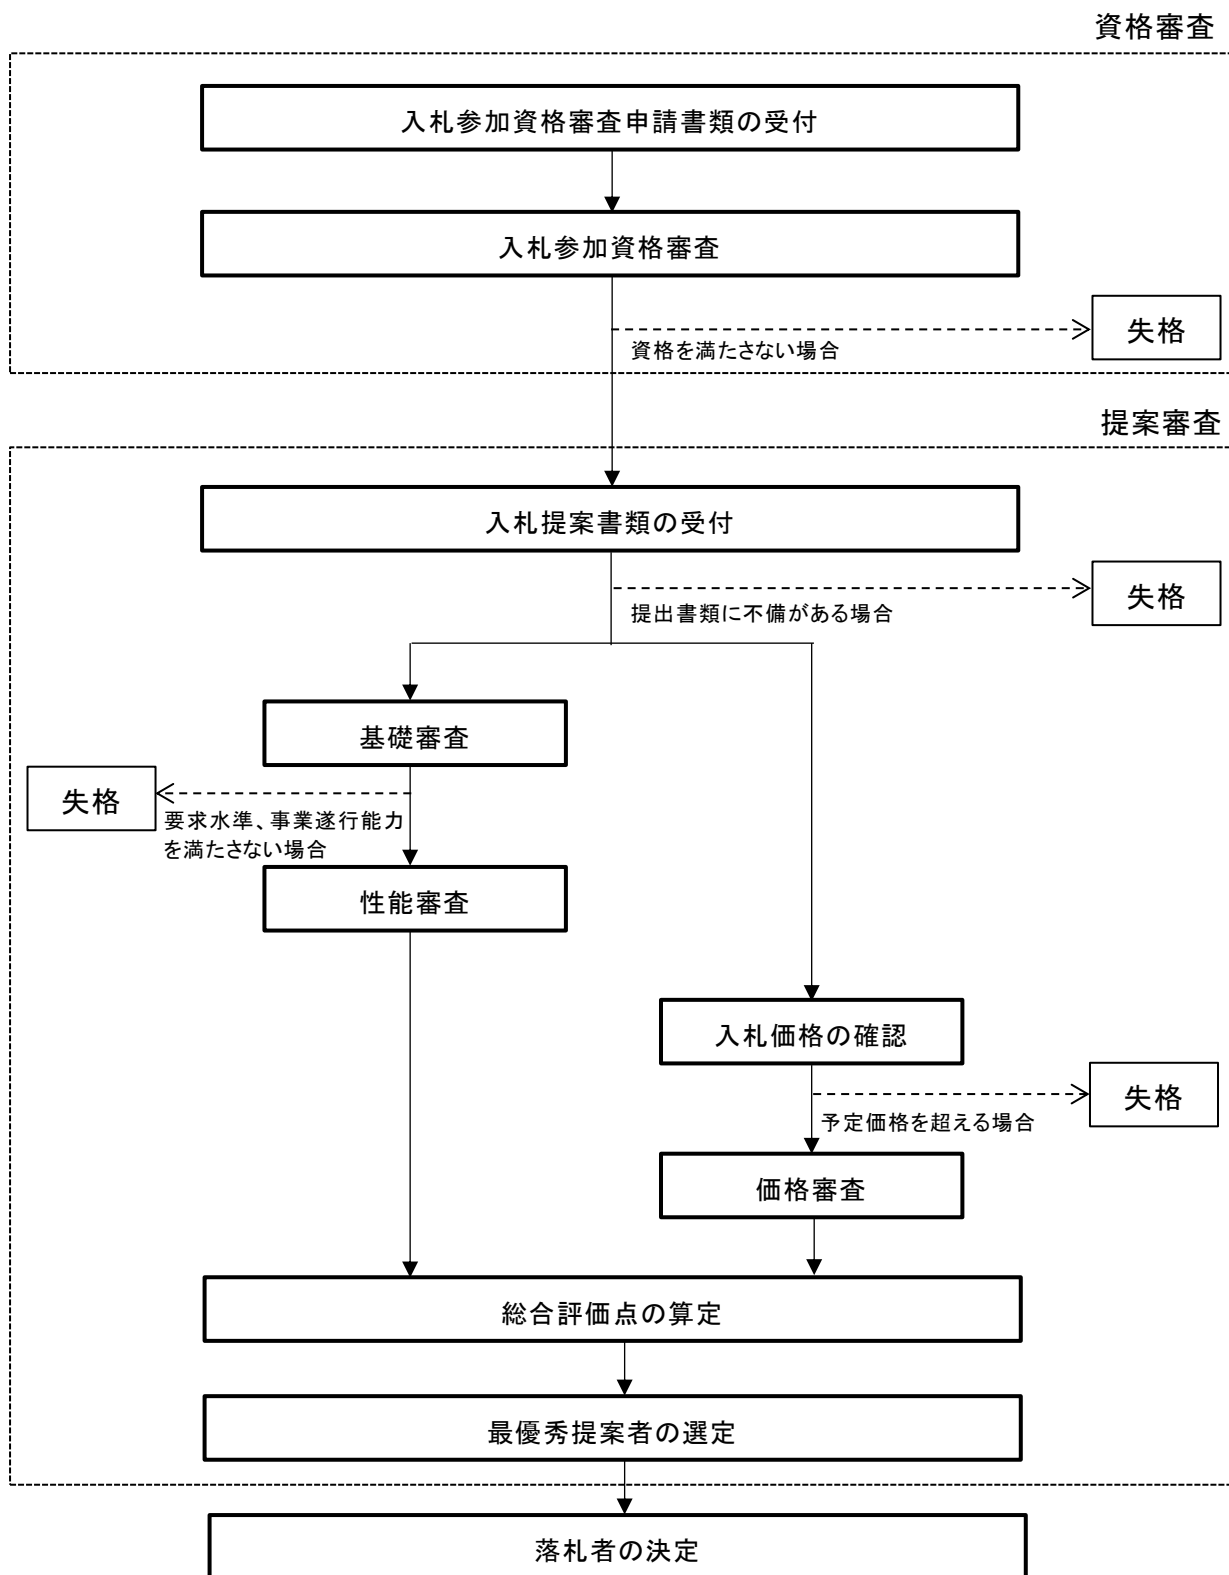 資格審査
入札参加資格審査申請書類の受付
入札参加資格審査
資格を満たさない場合
失格
提案審査
入札提案書類の受付
提出書類に不備がある場合
失格
基礎審査
失格
要求水準、事業遂行能力
を満たさない場合
性能審査
入札価格の確認
予定価格を超える場合
失格
価格審査
総合評価点の算定
最優秀提案者の選定
落札者の決定